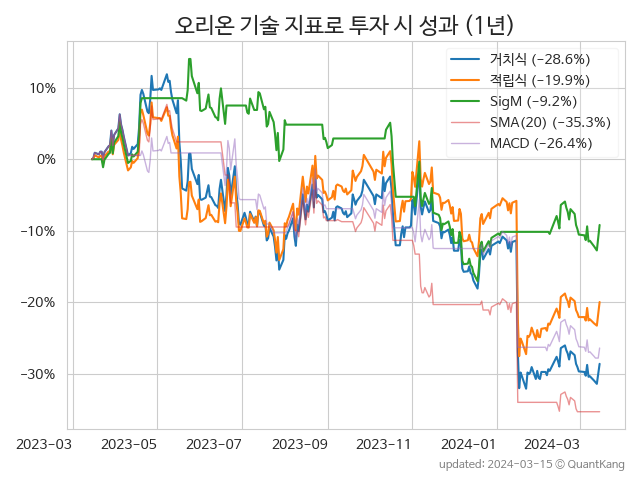 오리온 기술 지표로 투자 시 성과 (1년)
거치식 (−28.6%)
적립식 (−19.9%)
SigM (−9.2%)
SMA(20) (−35.3%)
MACD (−26.4%)
10%
0%
−10%
−20%
−30%
2023−03 2023−05 2023−07 2023−09 2023−11 2024−01 2024−03
updated: 2024-03-15 © QuantKang